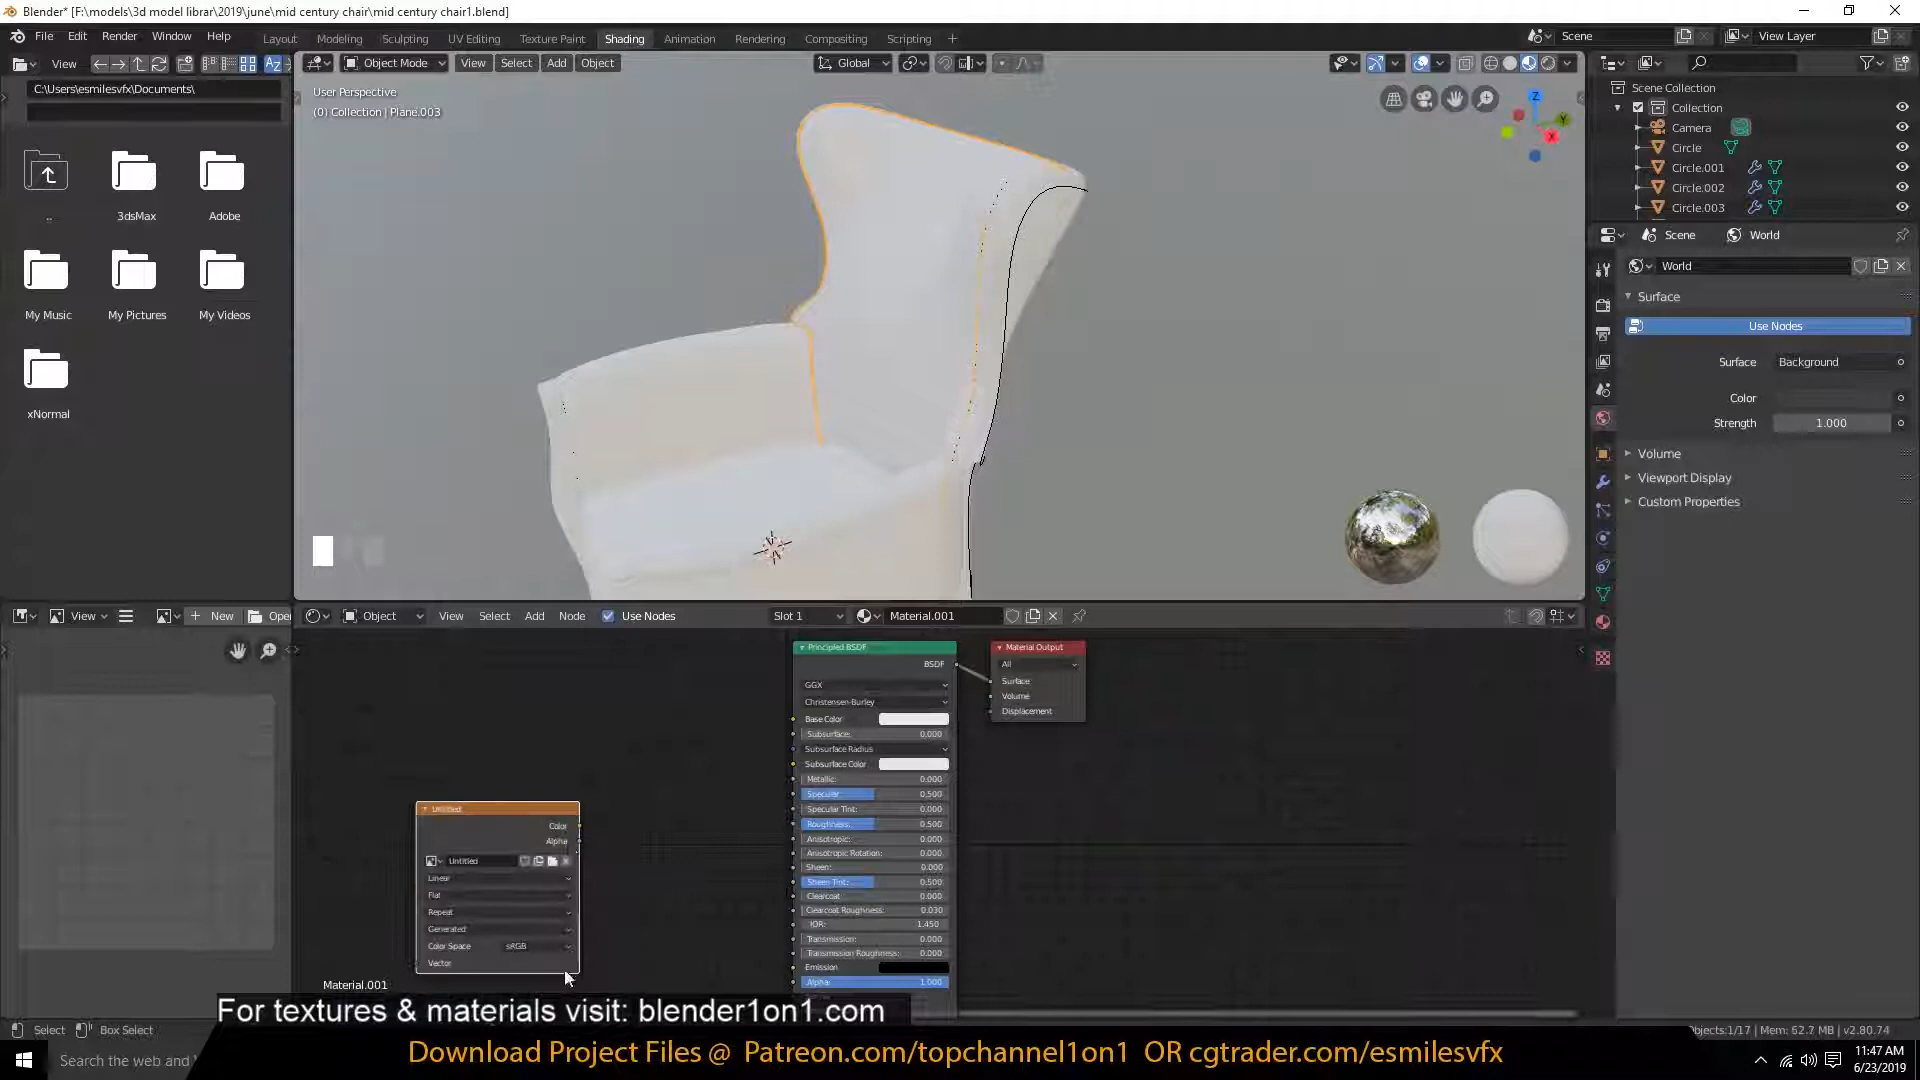 Blender* [F:\models\3d model librar\2019\june\mid century chair\mid century chair1.blend]
File Edit Render Window Help
Layout Modeling Sculpting UV Editing Texture Paint Shading Animation Rendering Compositing Scripting
Scene
View Layer
View
C:\Users\esmilesvfx\Documents\
..
3dsMax
Adobe
My Music
My Pictures
My Videos
xNormal
Object Mode View Select Add Object
Global
User Perspective
(0) Collection | Plane.003
Z
Y
X
Scene Collection
Collection
Camera
Circle
Circle.001
Circle.002
Circle.003
Scene World
World
Surface
Use Nodes
Surface Background
Color
Strength 1.000
Volume
Viewport Display
Custom Properties
View New Open
Object View Select Add Node Use Nodes Slot 1 Material.001
Untitled
Color
Alpha
Untitled
Linear
Flat
Repeat
Generated
Color Space sRGB
Vector
Principled BSDF
BSDF
GGX
Christensen-Burley
Base Color
Subsurface: 0.000
Subsurface Radius
Subsurface Color
Metallic: 0.000
Specular: 0.500
Specular Tint: 0.000
Roughness: 0.500
Anisotropic: 0.000
Anisotropic Rotation: 0.000
Sheen: 0.000
Sheen Tint: 0.500
Clearcoat: 0.000
Clearcoat Roughness: 0.030
IOR: 1.450
Transmission: 0.000
Transmission Roughness: 0.000
Emission
Alpha: 1.000
Material Output
All
Surface
Volume
Displacement
Material.001
For textures & materials visit: blender1on1.com
Select Box Select
Objects:1/17 | Mem: 62.7 MB | v2.80.74
Download Project Files @ Patreon.com/topchannel1on1 OR cgtrader.com/esmilesvfx
Search the web and
11:47 AM
6/23/2019